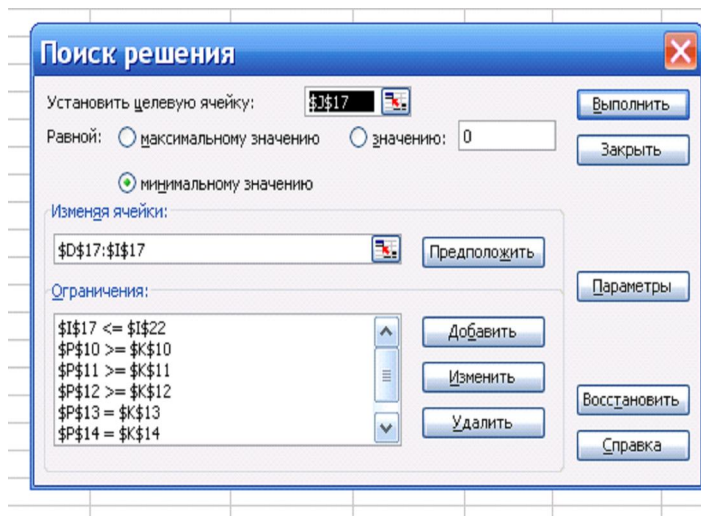 Поиск решения
Установить целевую ячейку: $J$17 Выполнить
Равной: максимальному значению значению: 0 Закрыть
минимальному значению
Изменяя ячейки:
$D$17:$I$17 Предположить
Параметры
Ограничения:
$I$17 <= $I$22 Добавить
$P$10 >= $K$10
$P$11 >= $K$11 Изменить
$P$12 >= $K$12 Восстановить
$P$13 = $K$13 Удалить
$P$14 = $K$14 Справка